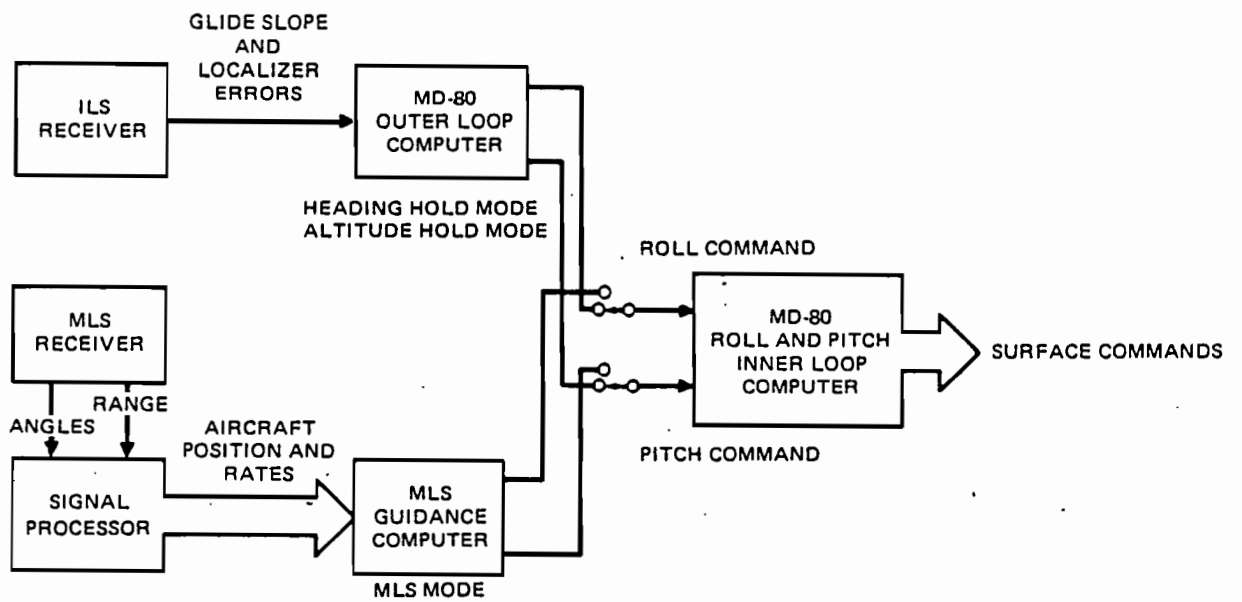 GLIDE SLOPE
AND
LOCALIZER
ERRORS
ILS
RECEIVER
MD-80
OUTER LOOP
COMPUTER
HEADING HOLD MODE
ALTITUDE HOLD MODE
ROLL COMMAND
MLS
RECEIVER
MD-80
ROLL AND PITCH
INNER LOOP
COMPUTER
SURFACE COMMANDS
ANGLES
RANGE
AIRCRAFT
POSITION AND
RATES
PITCH COMMAND
SIGNAL
PROCESSOR
MLS
GUIDANCE
COMPUTER
MLS MODE